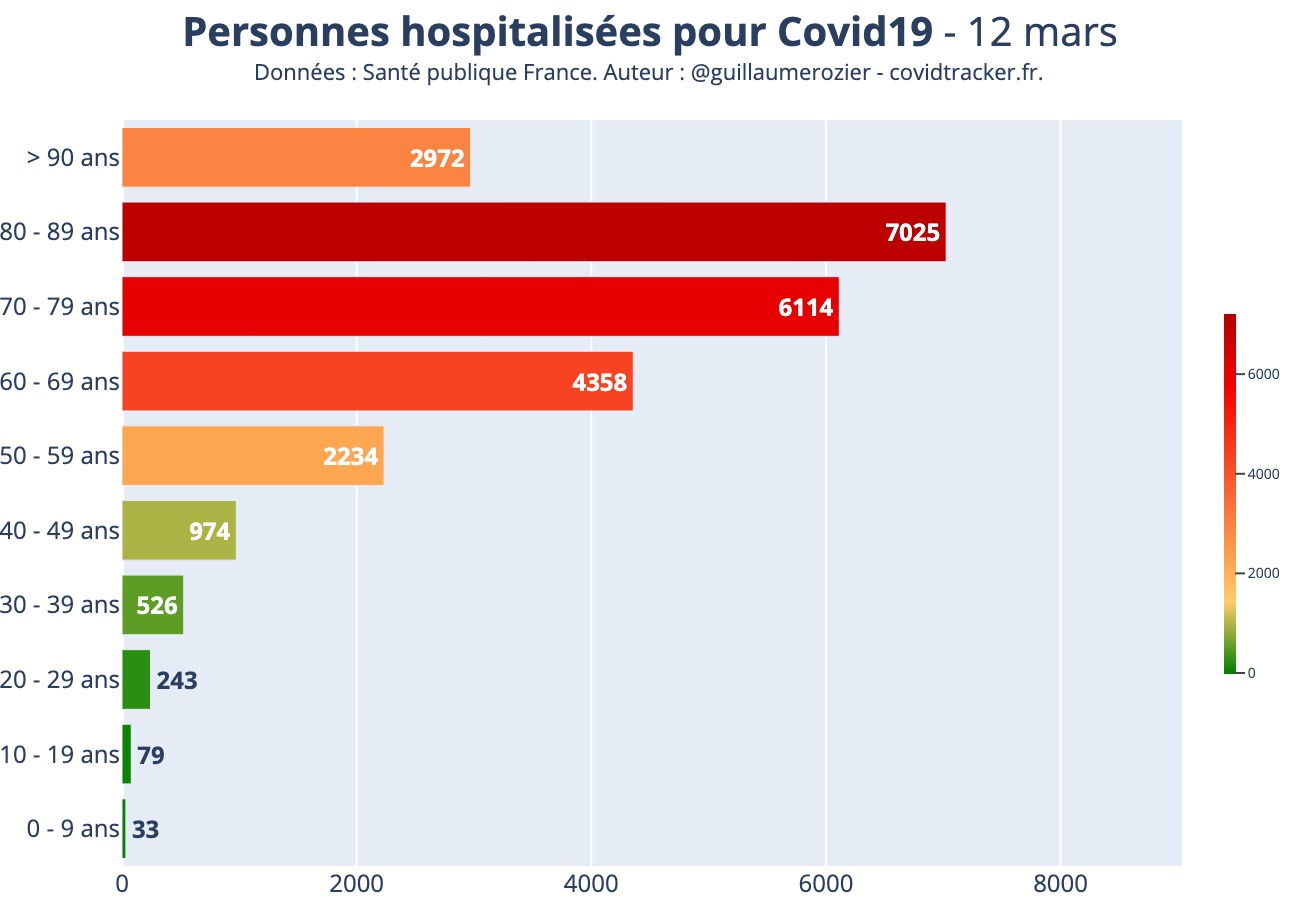 Personnes hospitalisées pour Covid19 - 12 mars
Données : Santé publique France. Auteur : @guillaumerozier - covidtracker.fr.
> 90 ans 2972
80 - 89 ans 7025
70 - 79 ans 6114
60 - 69 ans 4358
50 - 59 ans 2234
40 - 49 ans 974
30 - 39 ans 526
20 - 29 ans 243
10 - 19 ans 79
0 - 9 ans 33
0 2000 4000 6000 8000
6000
4000
2000
0